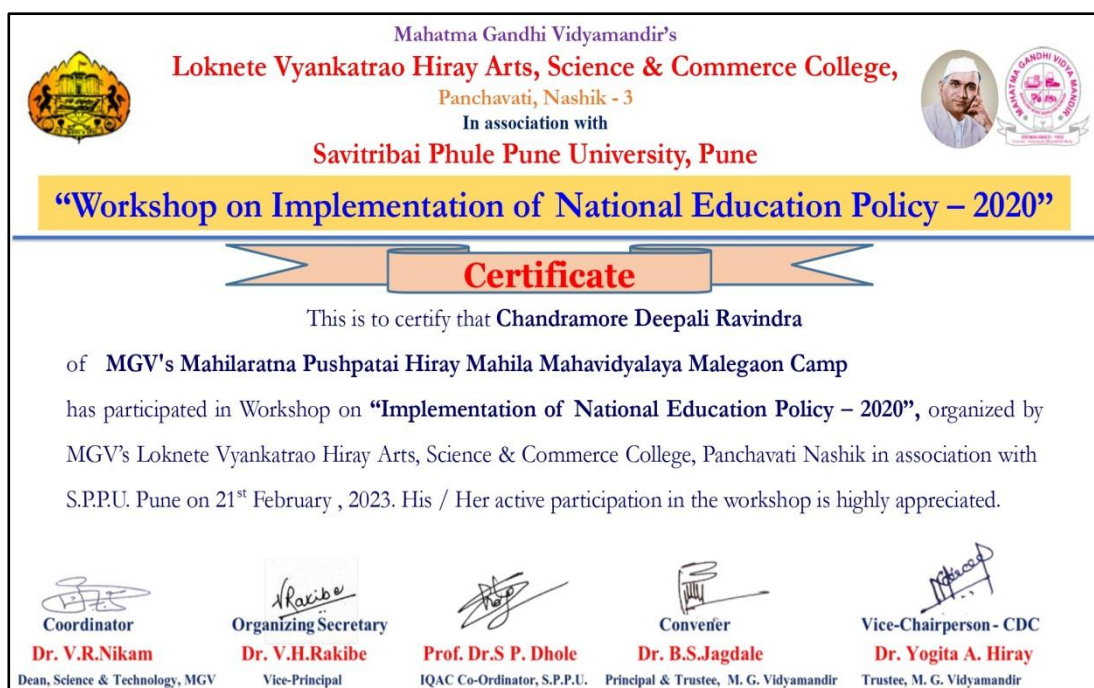 Mahatma Gandhi Vidyamandir's
Loknete Vyankatrao Hiray Arts, Science & Commerce College,
Panchavati, Nashik - 3
In association with
Savitribai Phule Pune University, Pune
MAHATMA GANDHI VIDYA MANDIR
"Workshop on Implementation of National Education Policy – 2020"
Certificate
This is to certify that Chandramore Deepali Ravindra
of MGV's Mahilaratna Pushpatai Hiray Mahila Mahavidyalaya Malegaon Camp
has participated in Workshop on "Implementation of National Education Policy – 2020", organized by
MGV's Loknete Vyankatrao Hiray Arts, Science & Commerce College, Panchavati Nashik in association with
S.P.P.U. Pune on 21st February , 2023. His / Her active participation in the workshop is highly appreciated.
VRakibe
Coordinator Organizing Secretary Convener Vice-Chairperson - CDC
Dr. V.R.Nikam Dr. V.H.Rakibe Prof. Dr.S P. Dhole Dr. B.S.Jagdale Dr. Yogita A. Hiray
Dean, Science & Technology, MGV Vice-Principal IQAC Co-Ordinator, S.P.P.U. Principal & Trustee, M. G. Vidyamandir Trustee, M. G. Vidyamandir